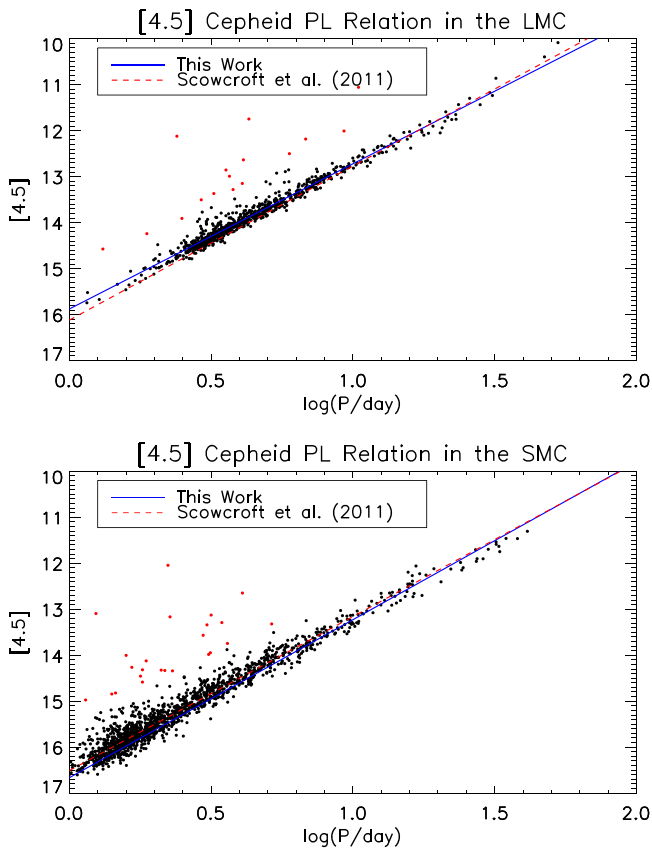 [4.5] Cepheid PL Relation in the LMC
This Work
Scowcroft et al. (2011)
10
11
12
13
14
15
16
17
[4.5]
0.0 0.5 1.0 1.5 2.0
log(P/day)
[4.5] Cepheid PL Relation in the SMC
This Work
Scowcroft et al. (2011)
10
11
12
13
14
15
16
17
[4.5]
0.0 0.5 1.0 1.5 2.0
log(P/day)